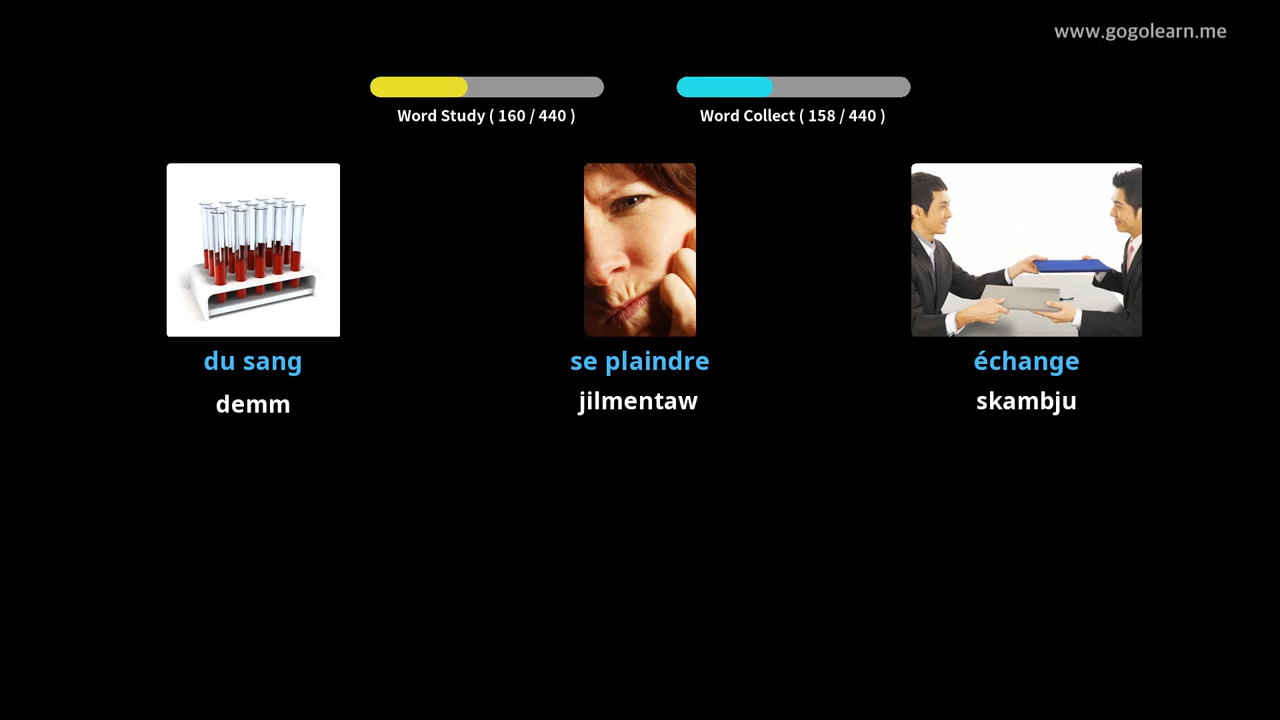 www.gogolearn.me
Word Study ( 160 / 440 )
Word Collect ( 158 / 440 )
du sang
demm
se plaindre
jilmentaw
échange
skambju